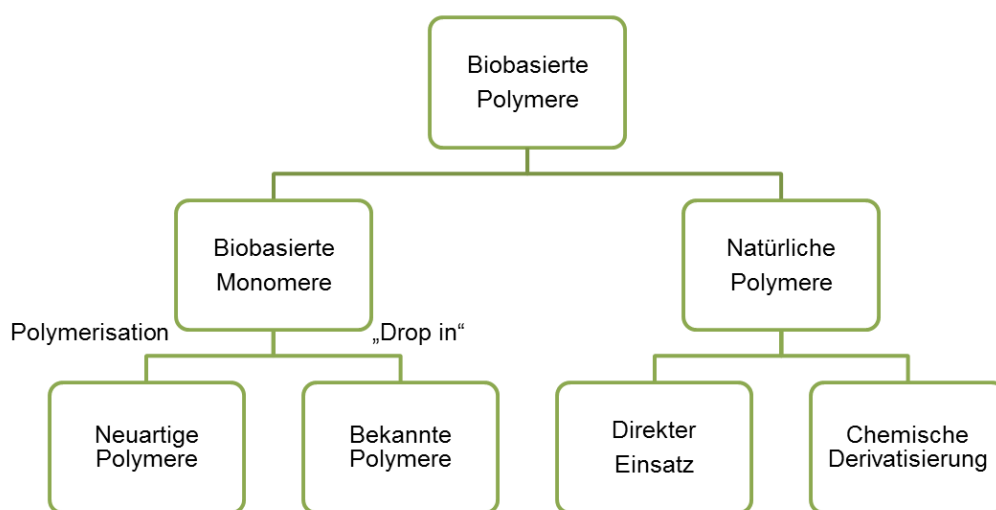 Biobasierte
Polymere
Biobasierte
Monomere
Natürliche
Polymere
Polymerisation
„Drop in“
Neuartige
Polymere
Bekannte
Polymere
Direkter
Einsatz
Chemische
Derivatisierung